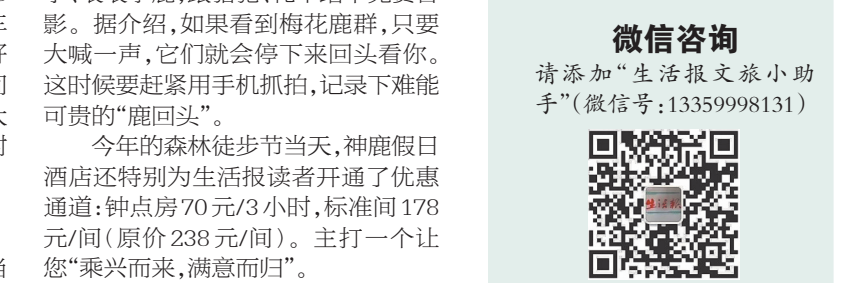 影。据介绍,如果看到梅花鹿群,只要
大喊一声,它们就会停下来回头看你。
这时候要赶紧用手机抓拍,记录下难能
可贵的“鹿回头”。
今年的森林徒步节当天,神鹿假日
酒店还特别为生活报读者开通了优惠
通道:钟点房70元/3小时,标准间178
元/间(原价238元/间)。主打一个让
您“乘兴而来,满意而归”。
微信咨询
请添加“生活报文旅小助
手”(微信号:13359998131)
生活报